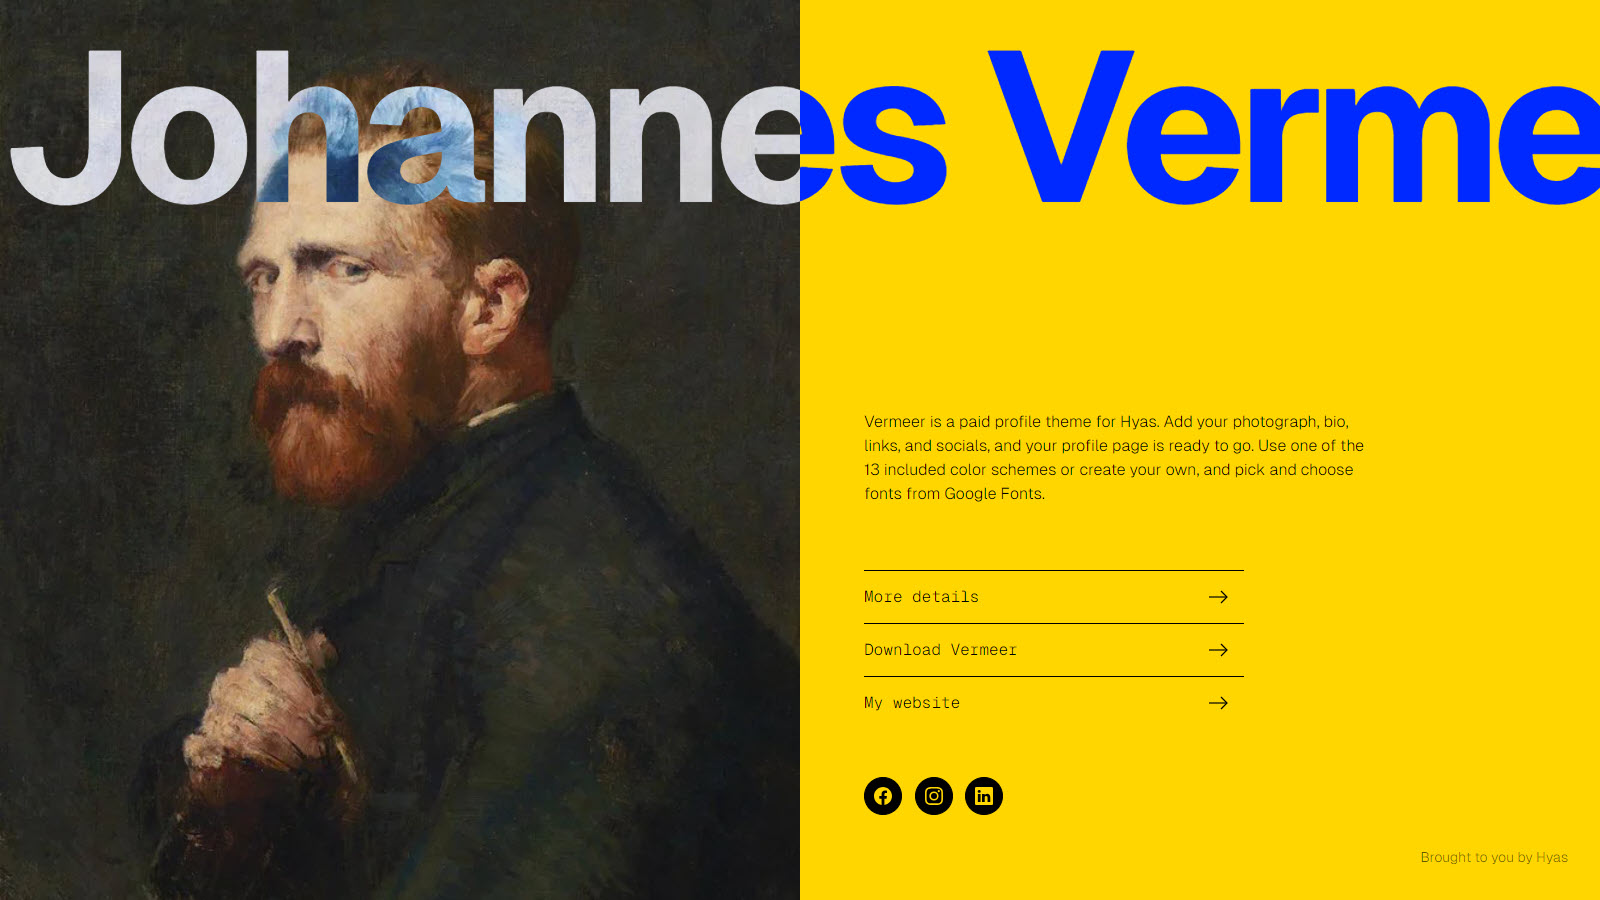 Johannes Verme
Vermeer is a paid profile theme for Hyas. Add your photograph, bio,
links, and socials, and your profile page is ready to go. Use one of the
13 included color schemes or create your own, and pick and choose
fonts from Google Fonts.
More details
Download Vermeer
My website
Brought to you by Hyas